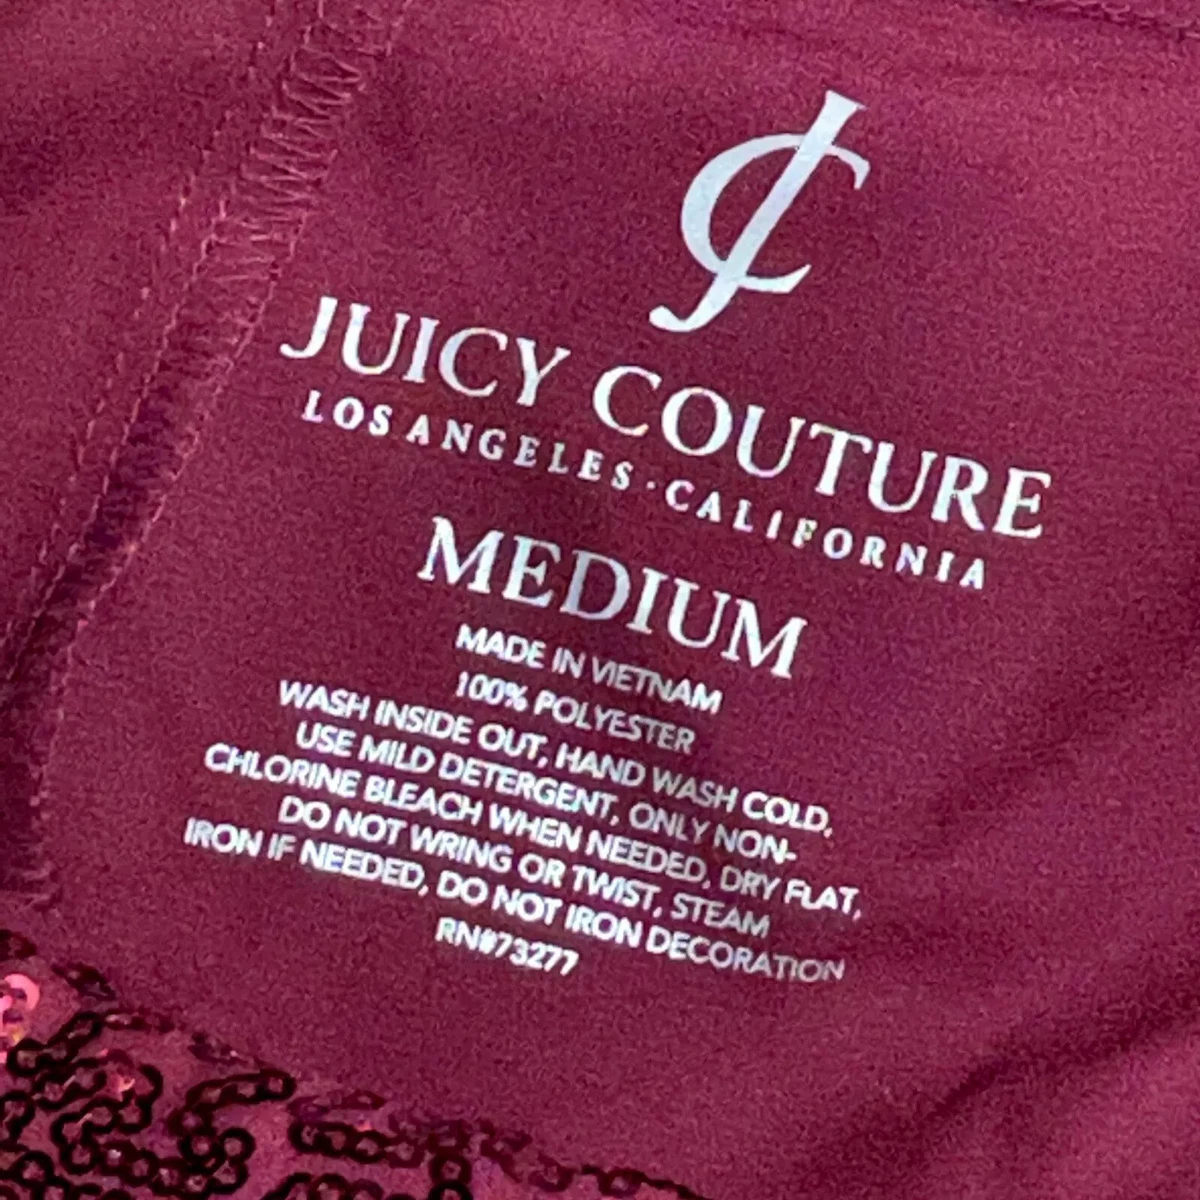 JC
JUICY COUTURE
LOS ANGELES·CALIFORNIA
MEDIUM
MADE IN VIETNAM
100% POLYESTER
WASH INSIDE OUT, HAND WASH COLD,
USE MILD DETERGENT, ONLY NON-
CHLORINE BLEACH WHEN NEEDED, DRY FLAT,
DO NOT WRING OR TWIST, STEAM
IRON IF NEEDED, DO NOT IRON DECORATION
RN#73277